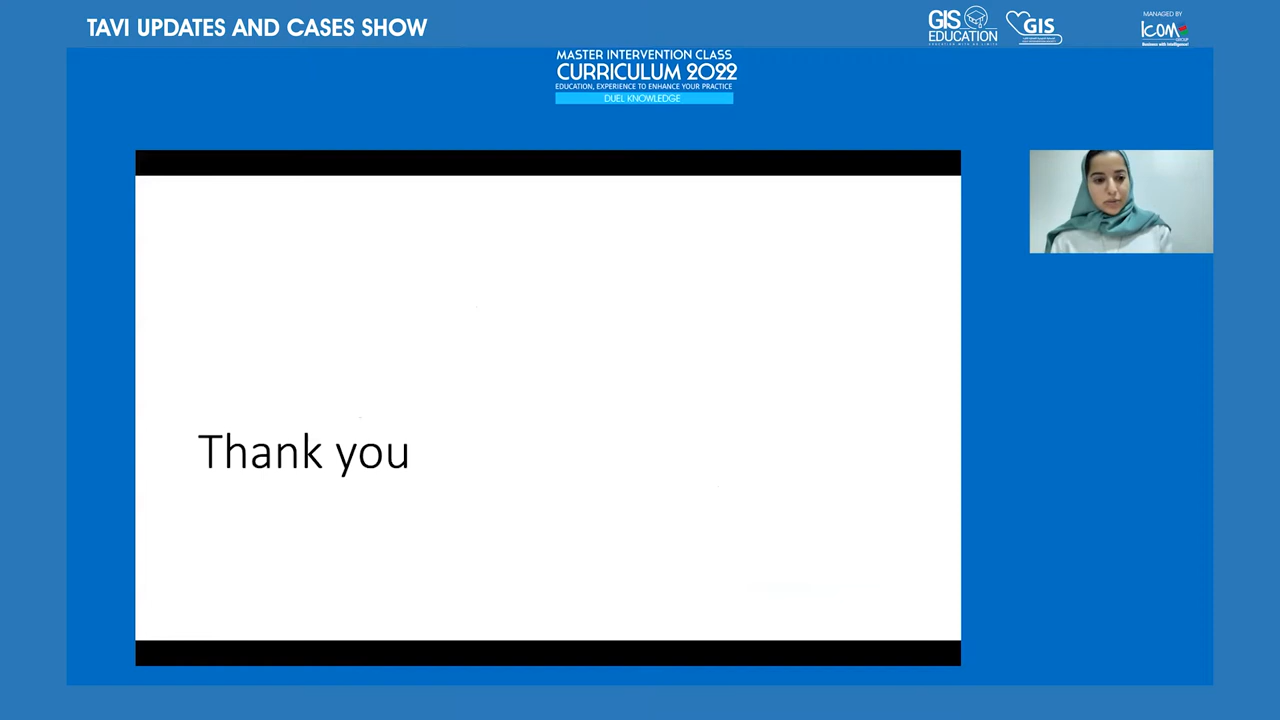 TAVI UPDATES AND CASES SHOW
GIS
EDUCATION
GIS
MANAGED BY
ICOM
GROUP
Business with Intelligence!
MASTER INTERVENTION CLASS
CURRICULUM 2022
EDUCATION, EXPERIENCE TO ENHANCE YOUR PRACTICE
DUEL KNOWLEDGE
Thank you